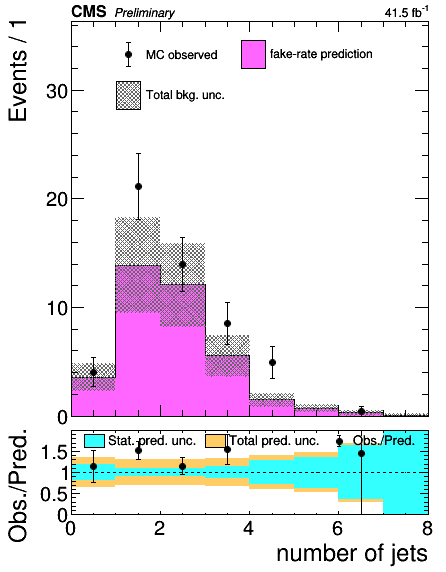 CMS Preliminary 41.5 fb⁻¹
Events / 1
MC observed fake-rate prediction
Total bkg. unc.
30
20
10
0
Stat. pred. unc. Total pred. unc. Obs./Pred.
Obs./Pred.
1.5
1
0.5
0
0 2 4 6 8
number of jets